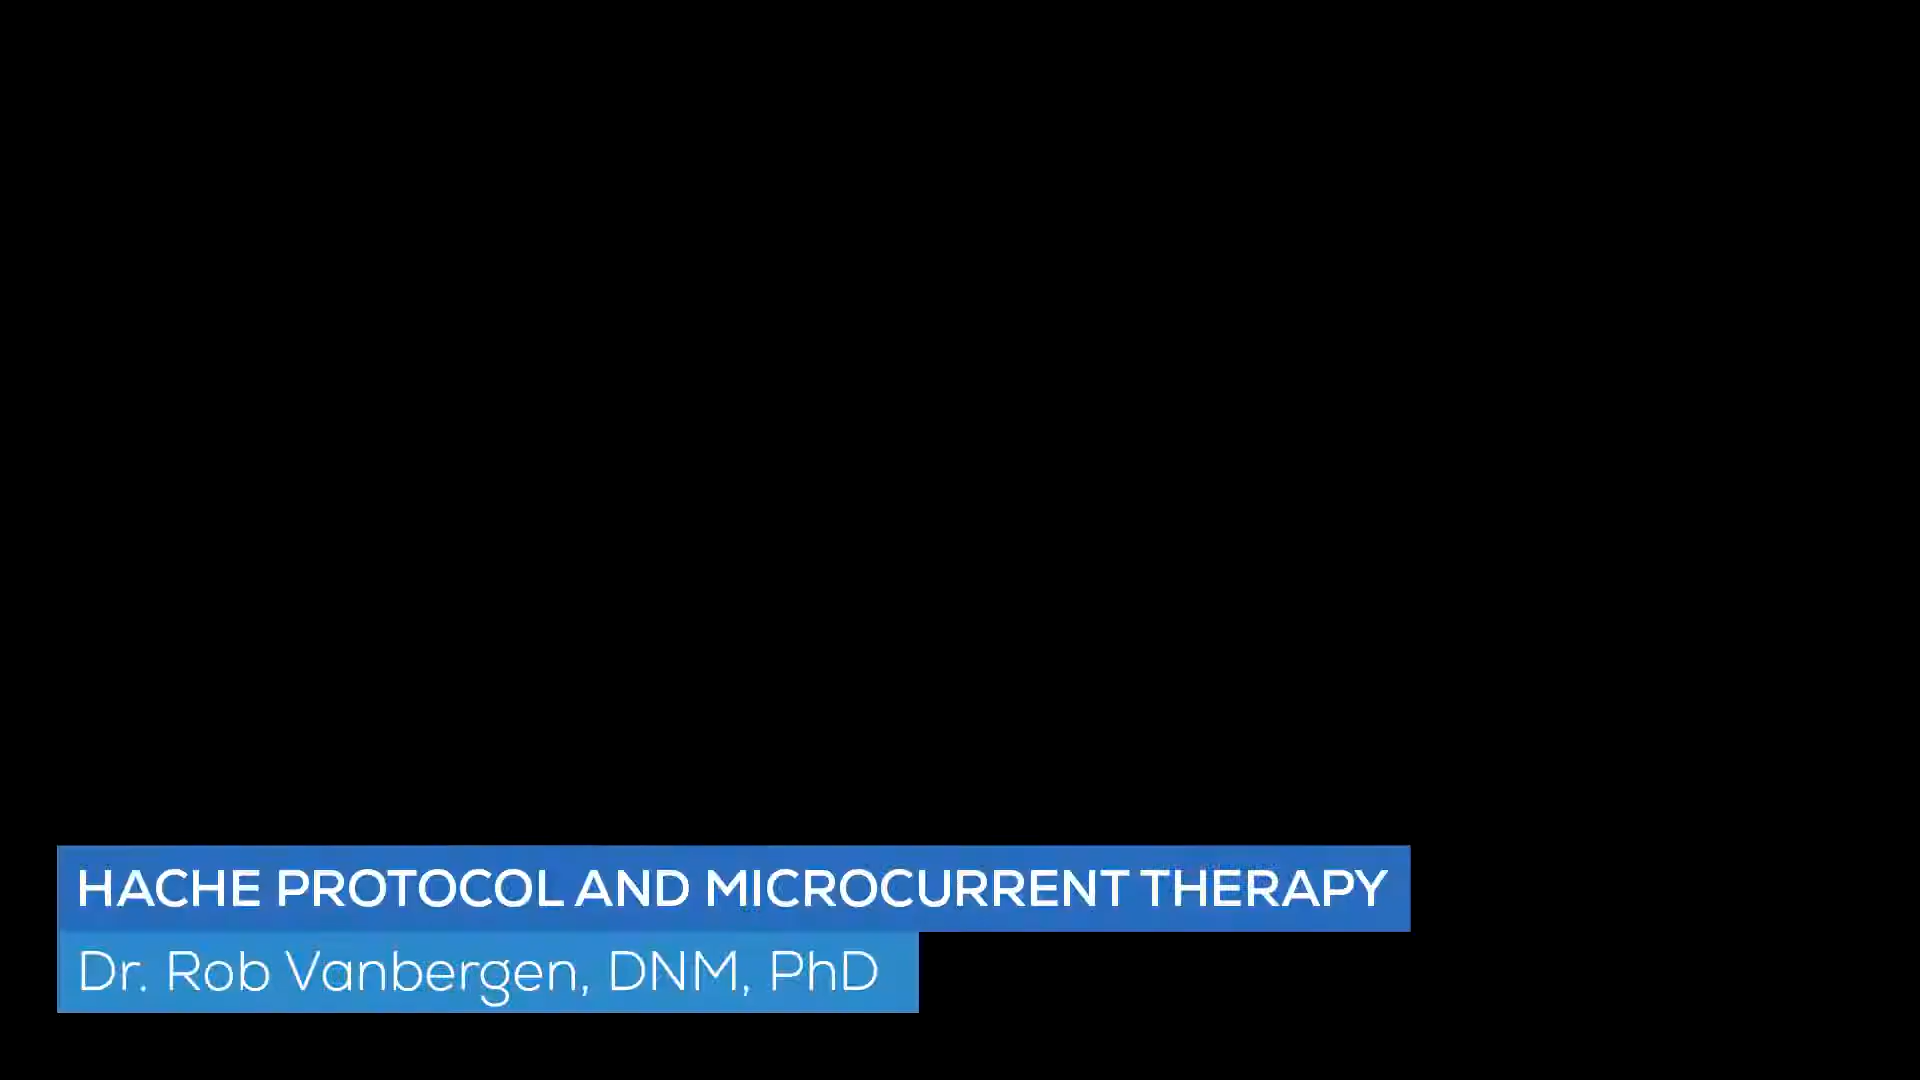 HACHE PROTOCOL AND MICROCURRENT THERAPY
Dr. Rob Vanbergen, DNM, PhD